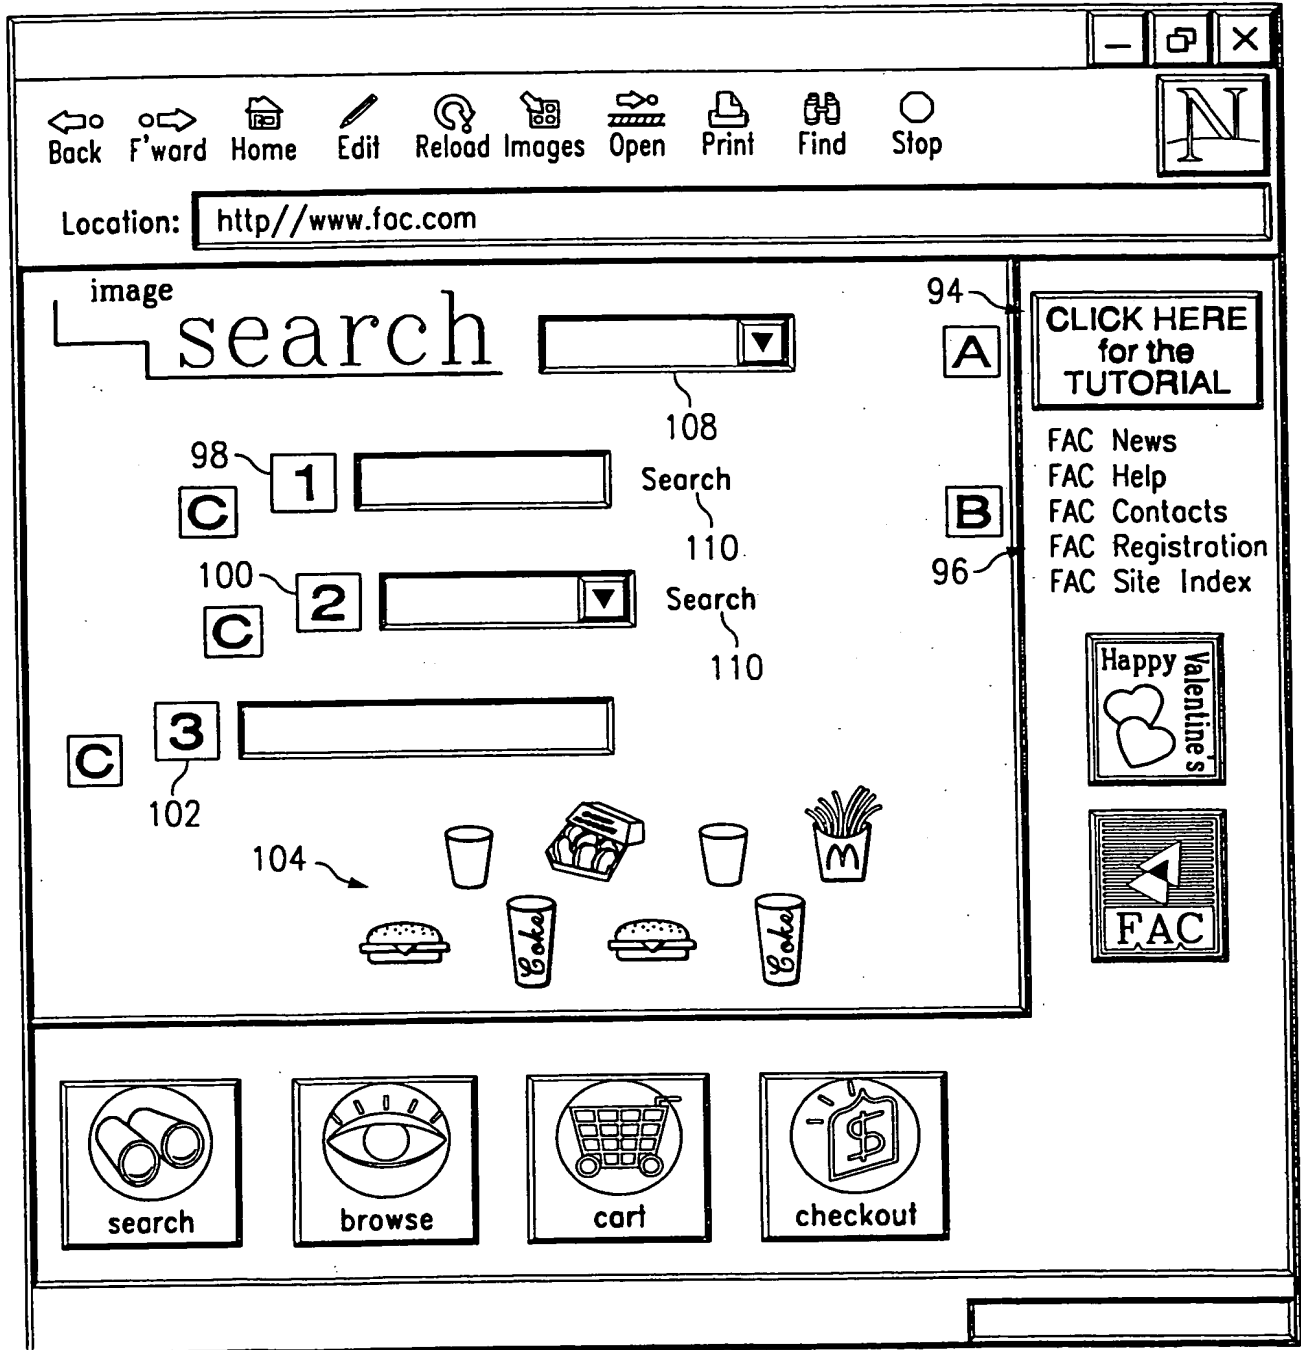 Back F'ward Home Edit Reload Images Open Print Find Stop
N
Location: http//www.fac.com
image
search
108
94
A
CLICK HERE
for the
TUTORIAL
FAC News
FAC Help
FAC Contacts
FAC Registration
FAC Site Index
98
1
C
Search
110
B
96
100
2
C
Search
110
3
C
102
Happy
Valentine's
104
M
Coke
Coke
FAC
search
browse
cart
$
checkout